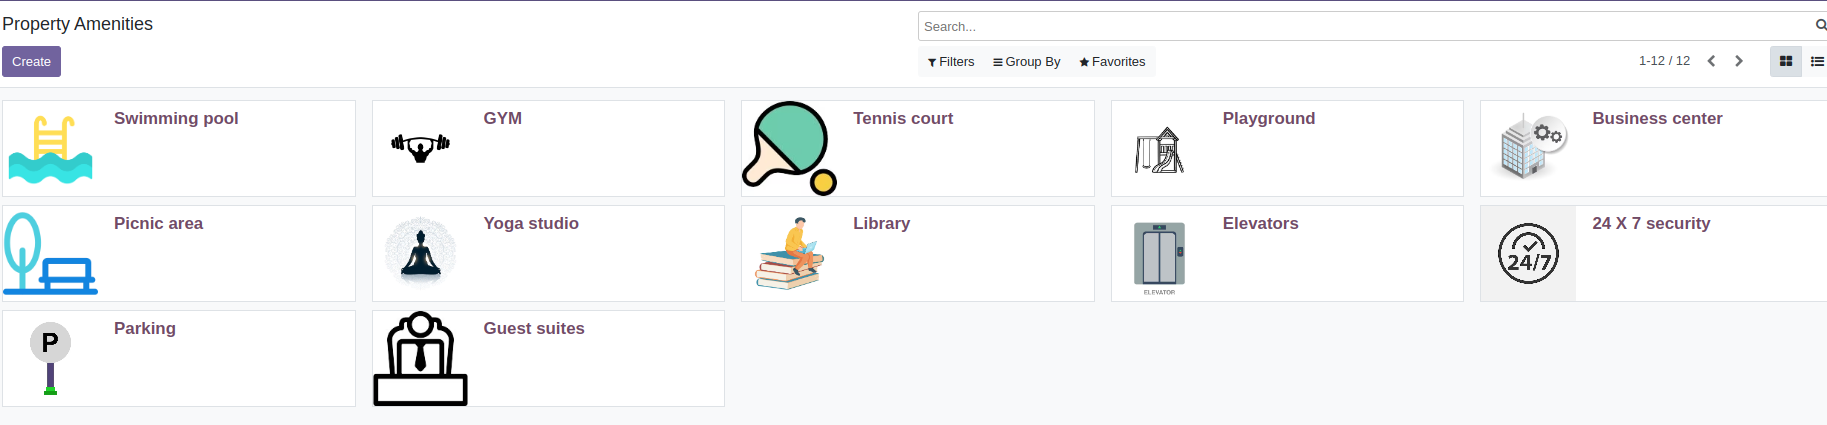 Property Amenities
Search...
Create
Filters Group By Favorites
1-12 / 12
Swimming pool
GYM
Tennis court
Playground
Business center
Picnic area
Yoga studio
Library
Elevators
ELEVATOR
24 X 7 security
24/7
Parking
P
Guest suites